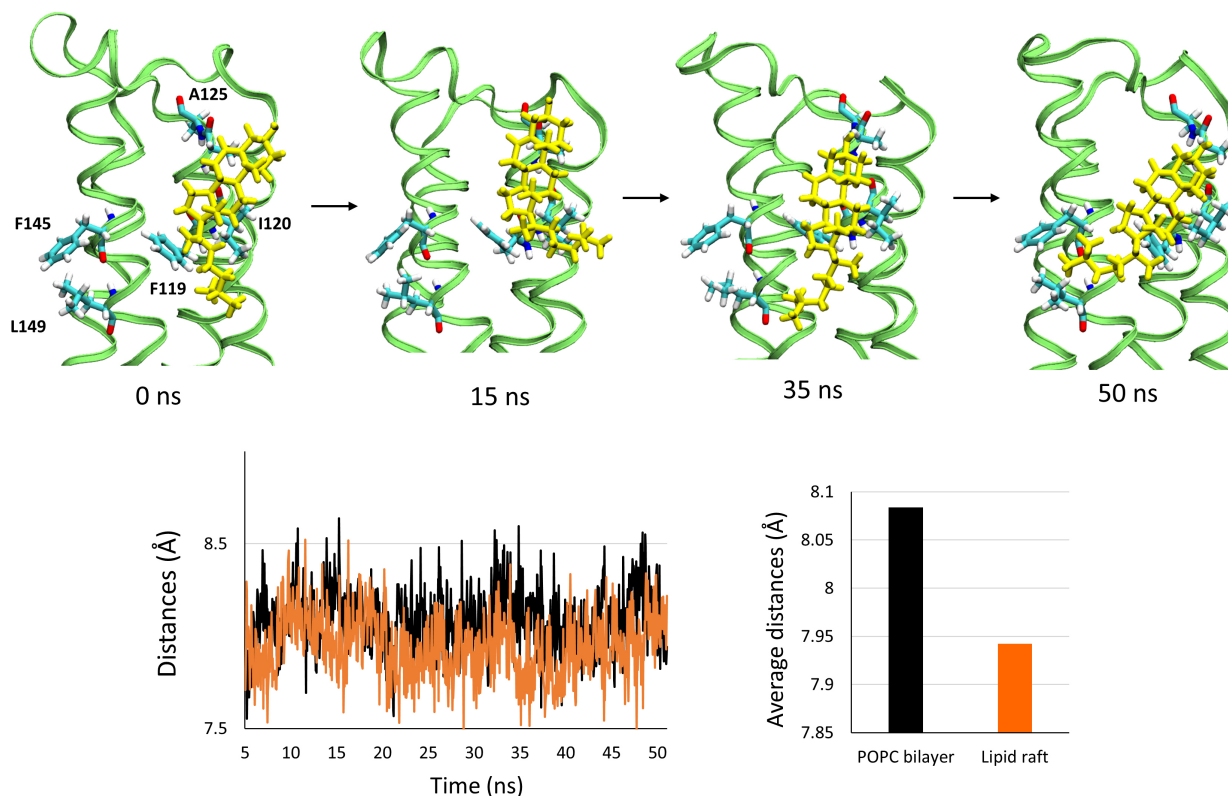 A125
F145
I120
F119
L149
0 ns
15 ns
35 ns
50 ns
Distances (Å)
8.5
7.5
5 10 15 20 25 30 35 40 45 50
Time (ns)
Average distances (Å)
8.1
8.05
8
7.95
7.9
7.85
POPC bilayer Lipid raft